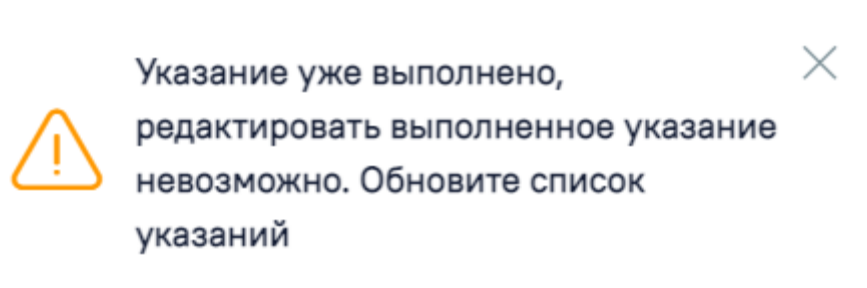 Указание уже выполнено,
редактировать выполненное указание
невозможно. Обновите список
указаний